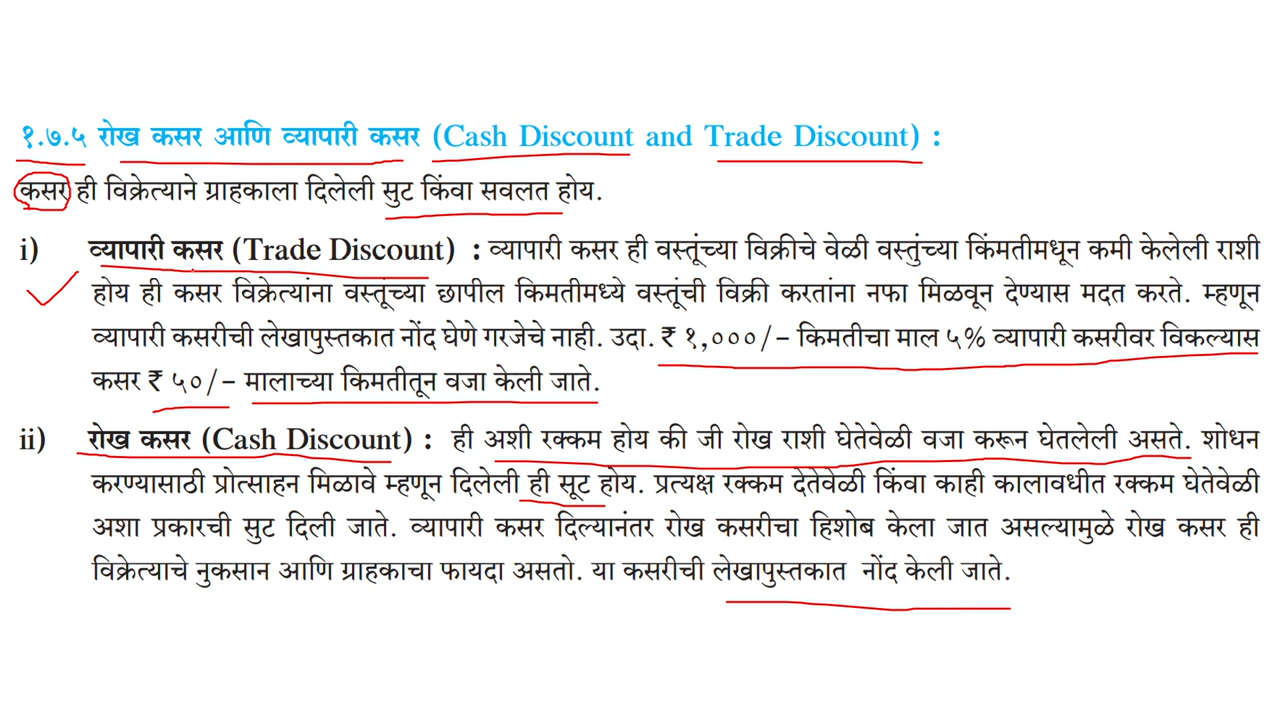 १.७.५ रोख कसर आणि व्यापारी कसर (Cash Discount and Trade Discount) :
कसर ही विक्रेत्याने ग्राहकाला दिलेली सुट किंवा सवलत होय.
i) व्यापारी कसर (Trade Discount) : व्यापारी कसर ही वस्तूंच्या विक्रीचे वेळी वस्तुंच्या किंमतीमधून कमी केलेली राशी
होय ही कसर विक्रेत्यांना वस्तूंच्या छापील किमतीमध्ये वस्तूंची विक्री करतांना नफा मिळवून देण्यास मदत करते. म्हणून
व्यापारी कसरीची लेखापुस्तकात नोंद घेणे गरजेचे नाही. उदा. ₹ १,०००/– किमतीचा माल ५% व्यापारी कसरीवर विकल्यास
कसर ₹ ५०/– मालाच्या किमतीतून वजा केली जाते.
ii) रोख कसर (Cash Discount) : ही अशी रक्कम होय की जी रोख राशी घेतेवेळी वजा करून घेतलेली असते. शोधन
करण्यासाठी प्रोत्साहन मिळावे म्हणून दिलेली ही सूट होय. प्रत्यक्ष रक्कम देतेवेळी किंवा काही कालावधीत रक्कम घेतेवेळी
अशा प्रकारची सुट दिली जाते. व्यापारी कसर दिल्यानंतर रोख कसरीचा हिशोब केला जात असल्यामुळे रोख कसर ही
विक्रेत्याचे नुकसान आणि ग्राहकाचा फायदा असतो. या कसरीची लेखापुस्तकात नोंद केली जाते.